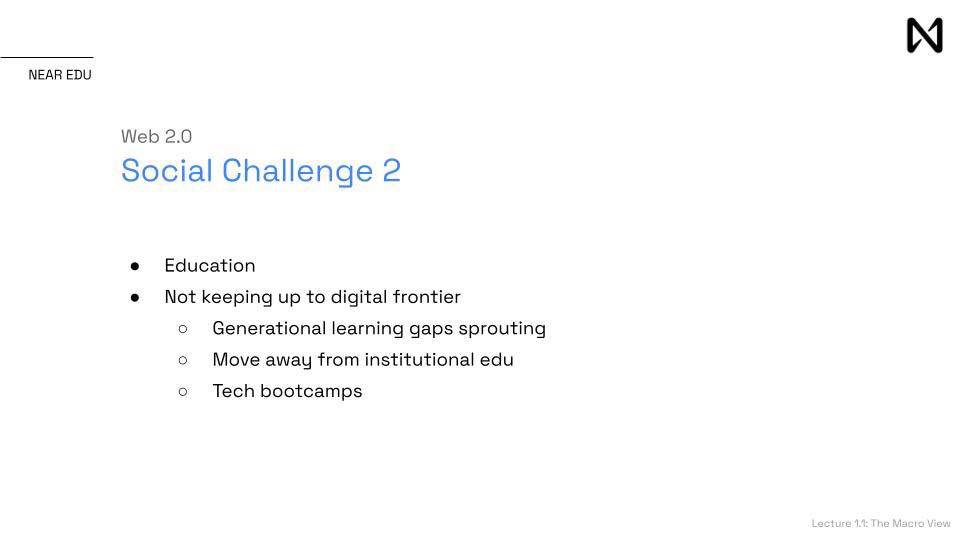 NEAR EDU
Web 2.0
Social Challenge 2
● Education
● Not keeping up to digital frontier
○ Generational learning gaps sprouting
○ Move away from institutional edu
○ Tech bootcamps
Lecture 1.1: The Macro View